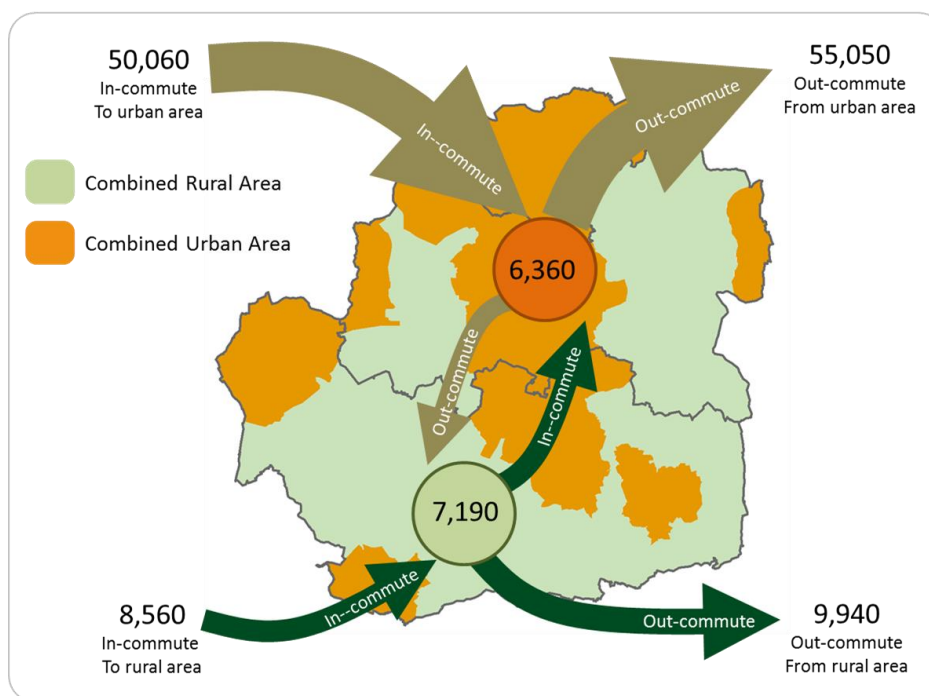 50,060
In-commute
To urban area
55,050
Out-commute
From urban area
In--commute
Out-commute
Combined Rural Area
Combined Urban Area
6,360
Out-commute
In--commute
7,190
8,560
In-commute
To rural area
In--commute
Out-commute
9,940
Out-commute
From rural area